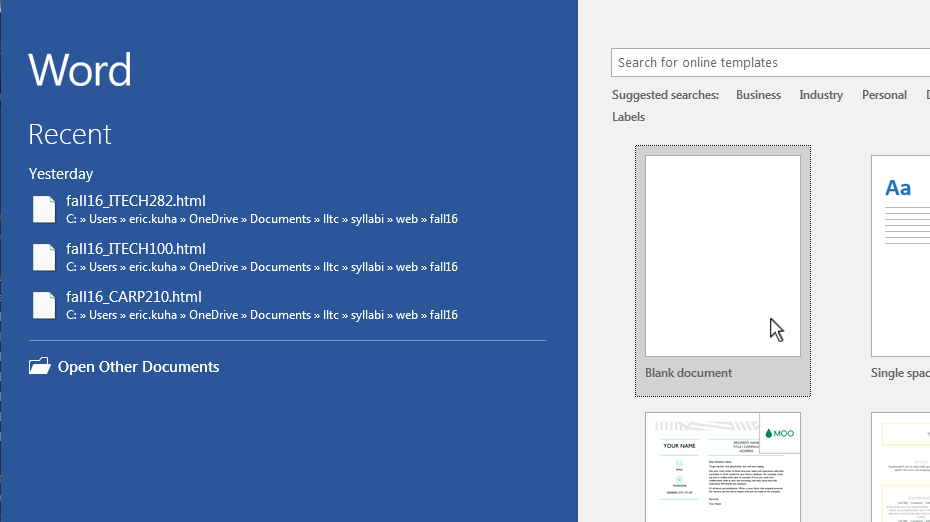 Word
Recent
Yesterday
fall16_ITECH282.html
C: » Users » eric.kuha » OneDrive » Documents » lltc » syllabi » web » fall16
fall16_ITECH100.html
C: » Users » eric.kuha » OneDrive » Documents » lltc » syllabi » web » fall16
fall16_CARP210.html
C: » Users » eric.kuha » OneDrive » Documents » lltc » syllabi » web » fall16
Open Other Documents
Search for online templates
Suggested searches: Business Industry Personal
Labels
Blank document
Aa
Single spac
YOUR NAME
MOO